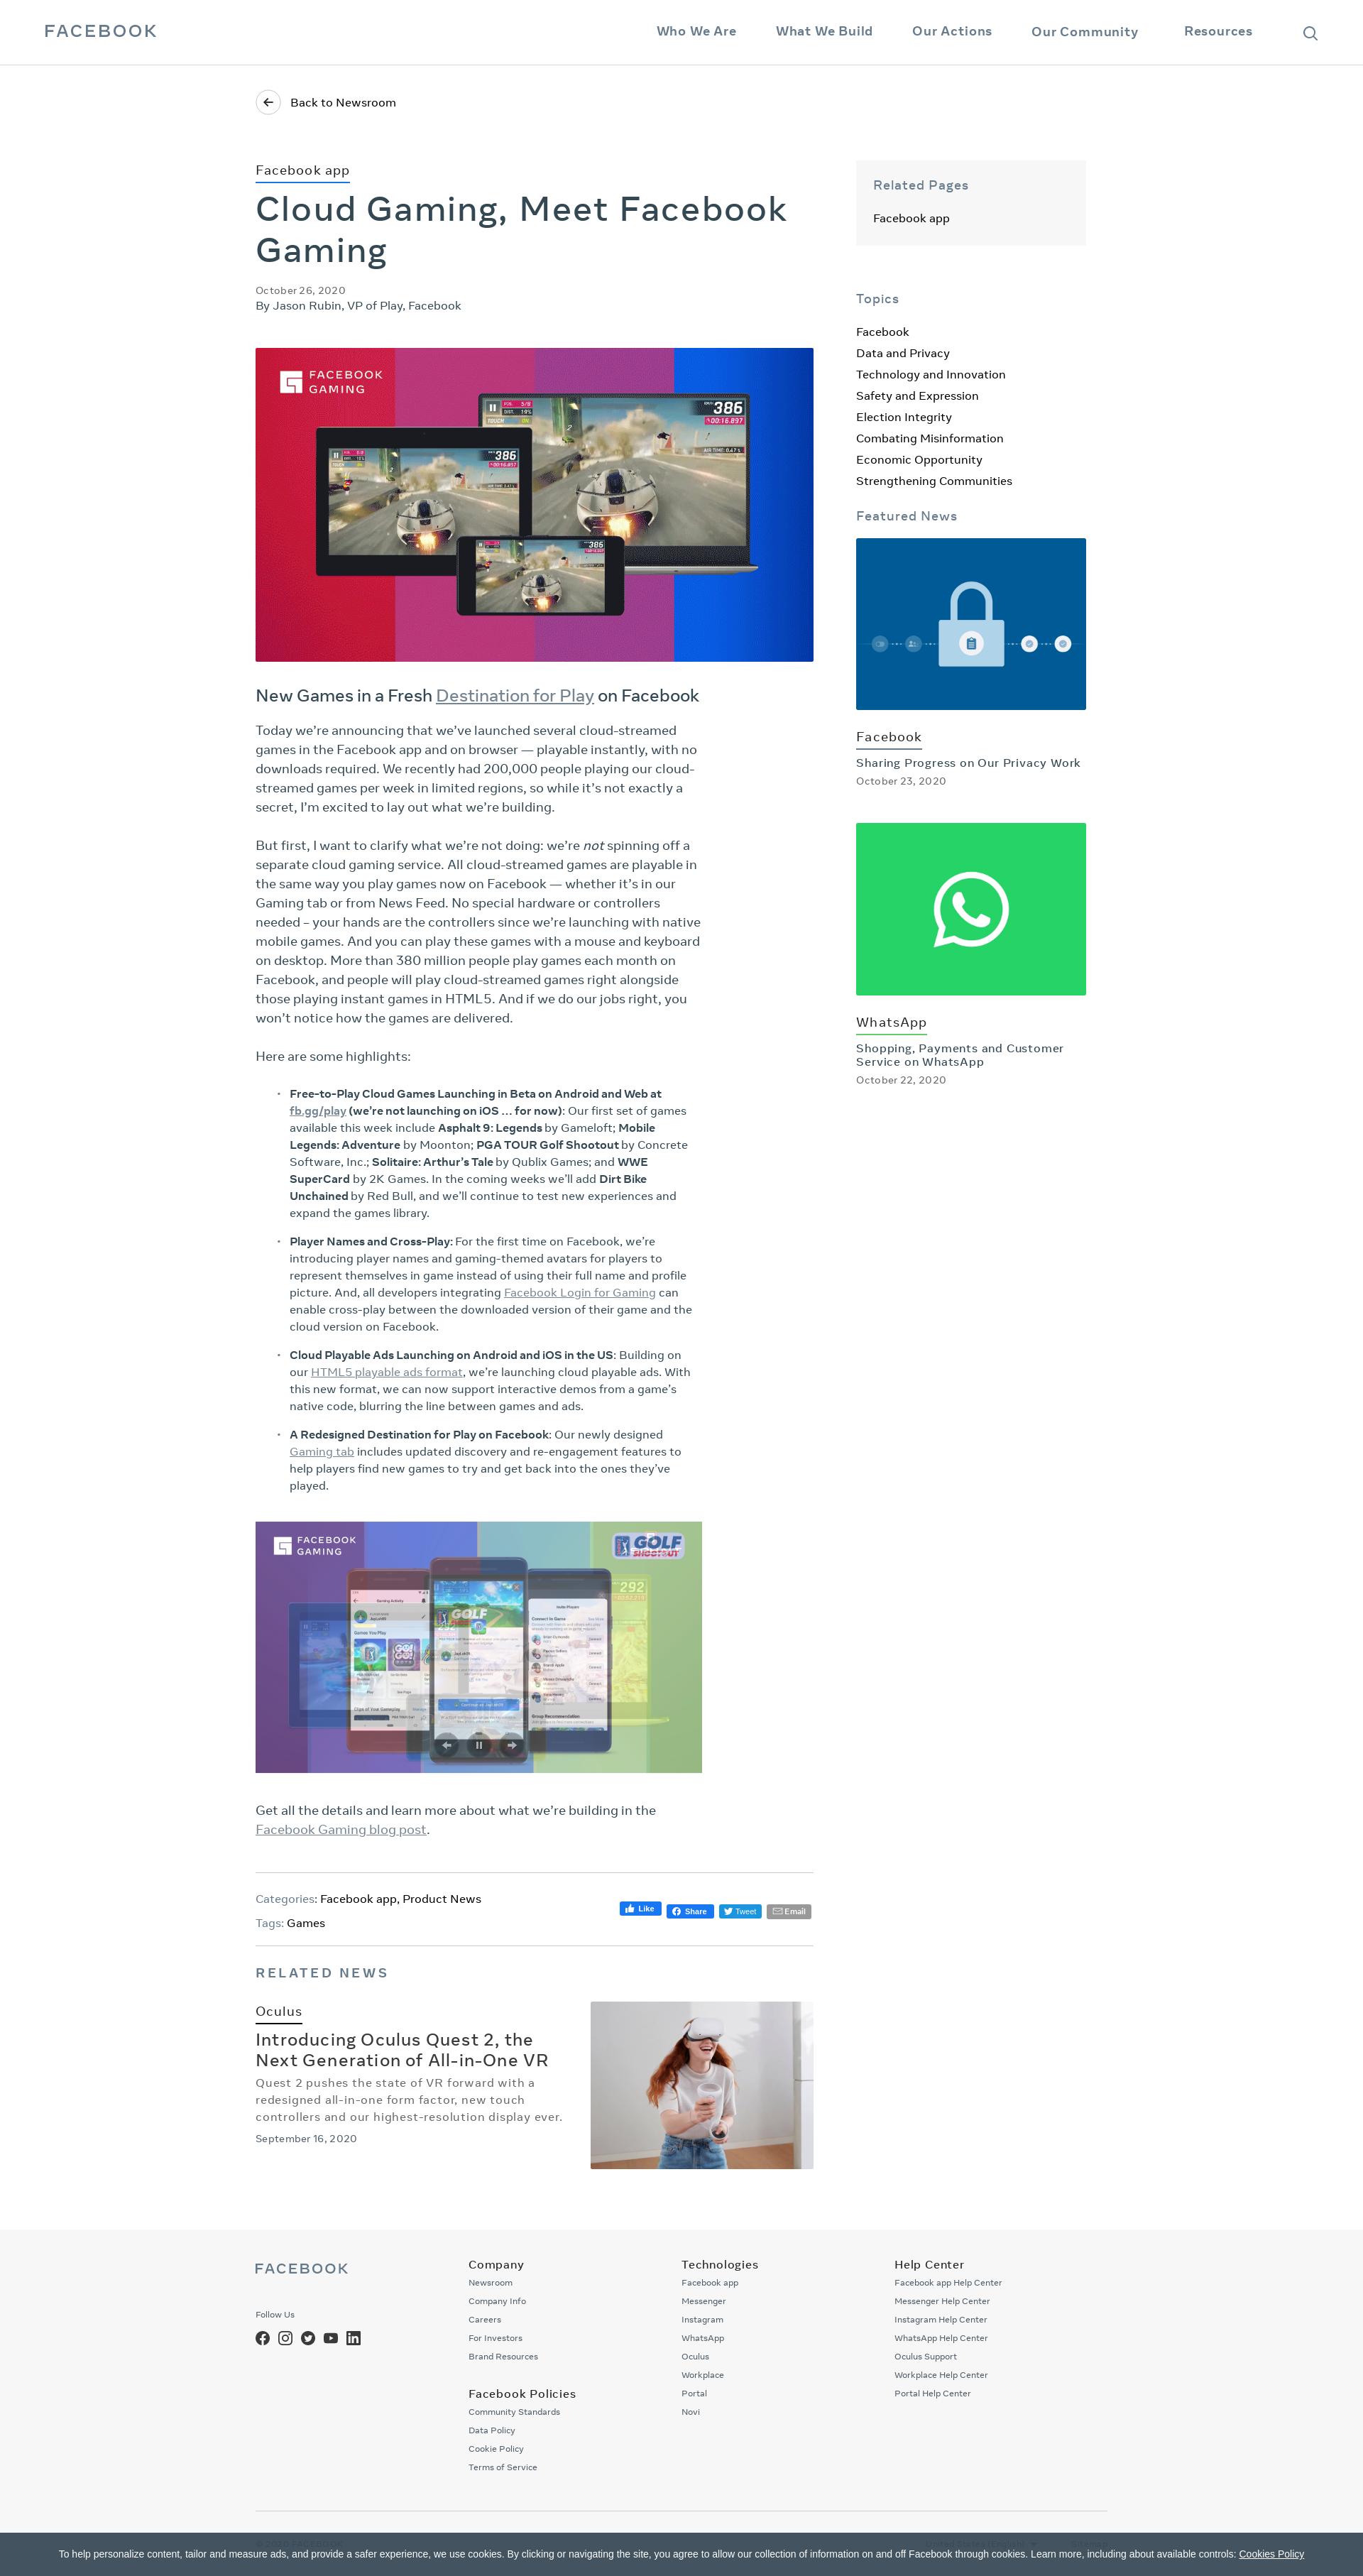 FACEBOOK
Who We Are
What We Build
Our Actions
Our Community
Resources
Back to Newsroom
Facebook app
Cloud Gaming, Meet Facebook
Gaming
October 26, 2020
By Jason Rubin, VP of Play, Facebook
FACEBOOK
GAMING
386
386
386
New Games in a Fresh Destination for Play on Facebook
Today we’re announcing that we’ve launched several cloud-streamed
games in the Facebook app and on browser — playable instantly, with no
downloads required. We recently had 200,000 people playing our cloud-
streamed games per week in limited regions, so while it’s not exactly a
secret, I’m excited to lay out what we’re building.
But first, I want to clarify what we’re not doing: we’re not spinning off a
separate cloud gaming service. All cloud-streamed games are playable in
the same way you play games now on Facebook — whether it’s in our
Gaming tab or from News Feed. No special hardware or controllers
needed – your hands are the controllers since we’re launching with native
mobile games. And you can play these games with a mouse and keyboard
on desktop. More than 380 million people play games each month on
Facebook, and people will play cloud-streamed games right alongside
those playing instant games in HTML5. And if we do our jobs right, you
won’t notice how the games are delivered.
Here are some highlights:
• Free-to-Play Cloud Games Launching in Beta on Android and Web at
fb.gg/play (we’re not launching on iOS … for now): Our first set of games
available this week include Asphalt 9: Legends by Gameloft; Mobile
Legends: Adventure by Moonton; PGA TOUR Golf Shootout by Concrete
Software, Inc.; Solitaire: Arthur’s Tale by Qublix Games; and WWE
SuperCard by 2K Games. In the coming weeks we’ll add Dirt Bike
Unchained by Red Bull, and we’ll continue to test new experiences and
expand the games library.
• Player Names and Cross-Play: For the first time on Facebook, we’re
introducing player names and gaming-themed avatars for players to
represent themselves in game instead of using their full name and profile
picture. And, all developers integrating Facebook Login for Gaming can
enable cross-play between the downloaded version of their game and the
cloud version on Facebook.
• Cloud Playable Ads Launching on Android and iOS in the US: Building on
our HTML5 playable ads format, we’re launching cloud playable ads. With
this new format, we can now support interactive demos from a game’s
native code, blurring the line between games and ads.
• A Redesigned Destination for Play on Facebook: Our newly designed
Gaming tab includes updated discovery and re-engagement features to
help players find new games to try and get back into the ones they’ve
played.
FACEBOOK
GAMING
GOLF
SHOOTOUT
292
GOLF
Get all the details and learn more about what we’re building in the
Facebook Gaming blog post.
Categories: Facebook app, Product News
Tags: Games
Like
Share
Tweet
Email
RELATED NEWS
Oculus
Introducing Oculus Quest 2, the
Next Generation of All-in-One VR
Quest 2 pushes the state of VR forward with a
redesigned all-in-one form factor, new touch
controllers and our highest-resolution display ever.
September 16, 2020
Related Pages
Facebook app
Topics
Facebook
Data and Privacy
Technology and Innovation
Safety and Expression
Election Integrity
Combating Misinformation
Economic Opportunity
Strengthening Communities
Featured News
Facebook
Sharing Progress on Our Privacy Work
October 23, 2020
WhatsApp
Shopping, Payments and Customer
Service on WhatsApp
October 22, 2020
FACEBOOK
Follow Us
Company
Newsroom
Company Info
Careers
For Investors
Brand Resources
Facebook Policies
Community Standards
Data Policy
Cookie Policy
Terms of Service
Technologies
Facebook app
Messenger
Instagram
WhatsApp
Oculus
Workplace
Portal
Novi
Help Center
Facebook app Help Center
Messenger Help Center
Instagram Help Center
WhatsApp Help Center
Oculus Support
Workplace Help Center
Portal Help Center
To help personalize content, tailor and measure ads, and provide a safer experience, we use cookies. By clicking or navigating the site, you agree to allow our collection of information on and off Facebook through cookies. Learn more, including about available controls: Cookies Policy